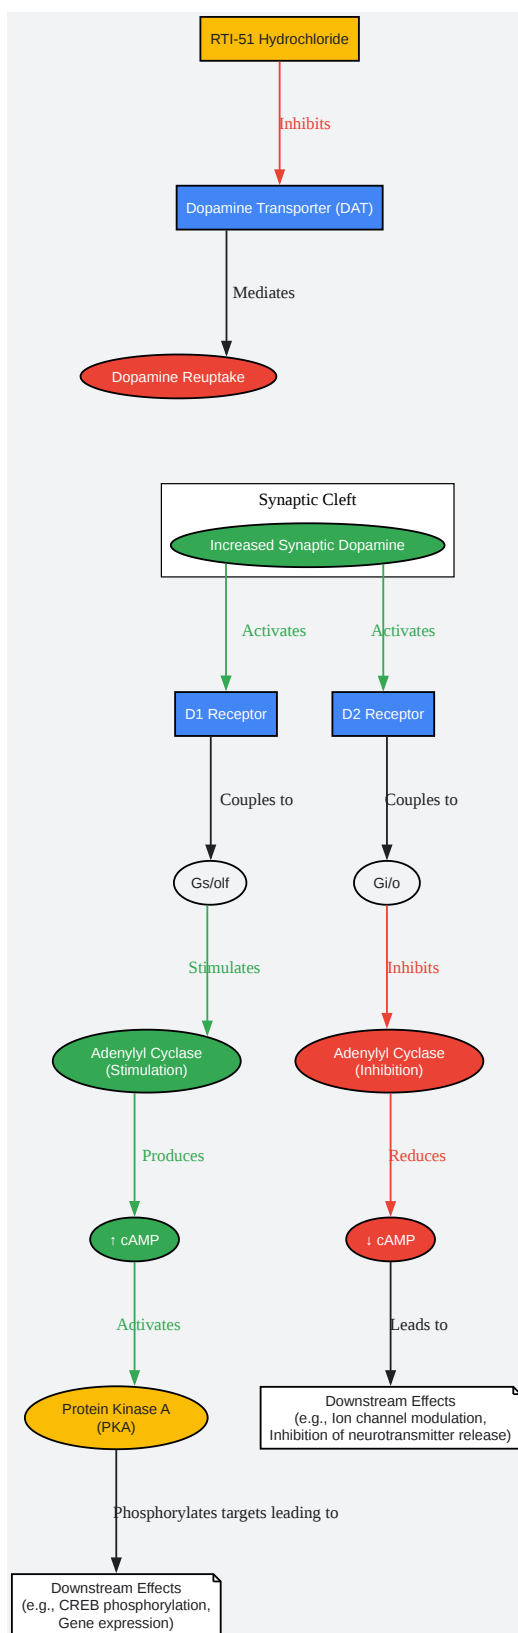 RTI-51 Hydrochloride
Inhibits
Dopamine Transporter (DAT)
Mediates
Dopamine Reuptake
Synaptic Cleft
Increased Synaptic Dopamine
Activates
Activates
D1 Receptor
D2 Receptor
Couples to
Couples to
Gs/olf
Gi/o
Stimulates
Inhibits
Adenylyl Cyclase
(Stimulation)
Adenylyl Cyclase
(Inhibition)
Produces
Reduces
↑ cAMP
↓ cAMP
Activates
Leads to
Protein Kinase A
(PKA)
Downstream Effects
(e.g., Ion channel modulation,
Inhibition of neurotransmitter release)
Phosphorylates targets leading to
Downstream Effects
(e.g., CREB phosphorylation,
Gene expression)